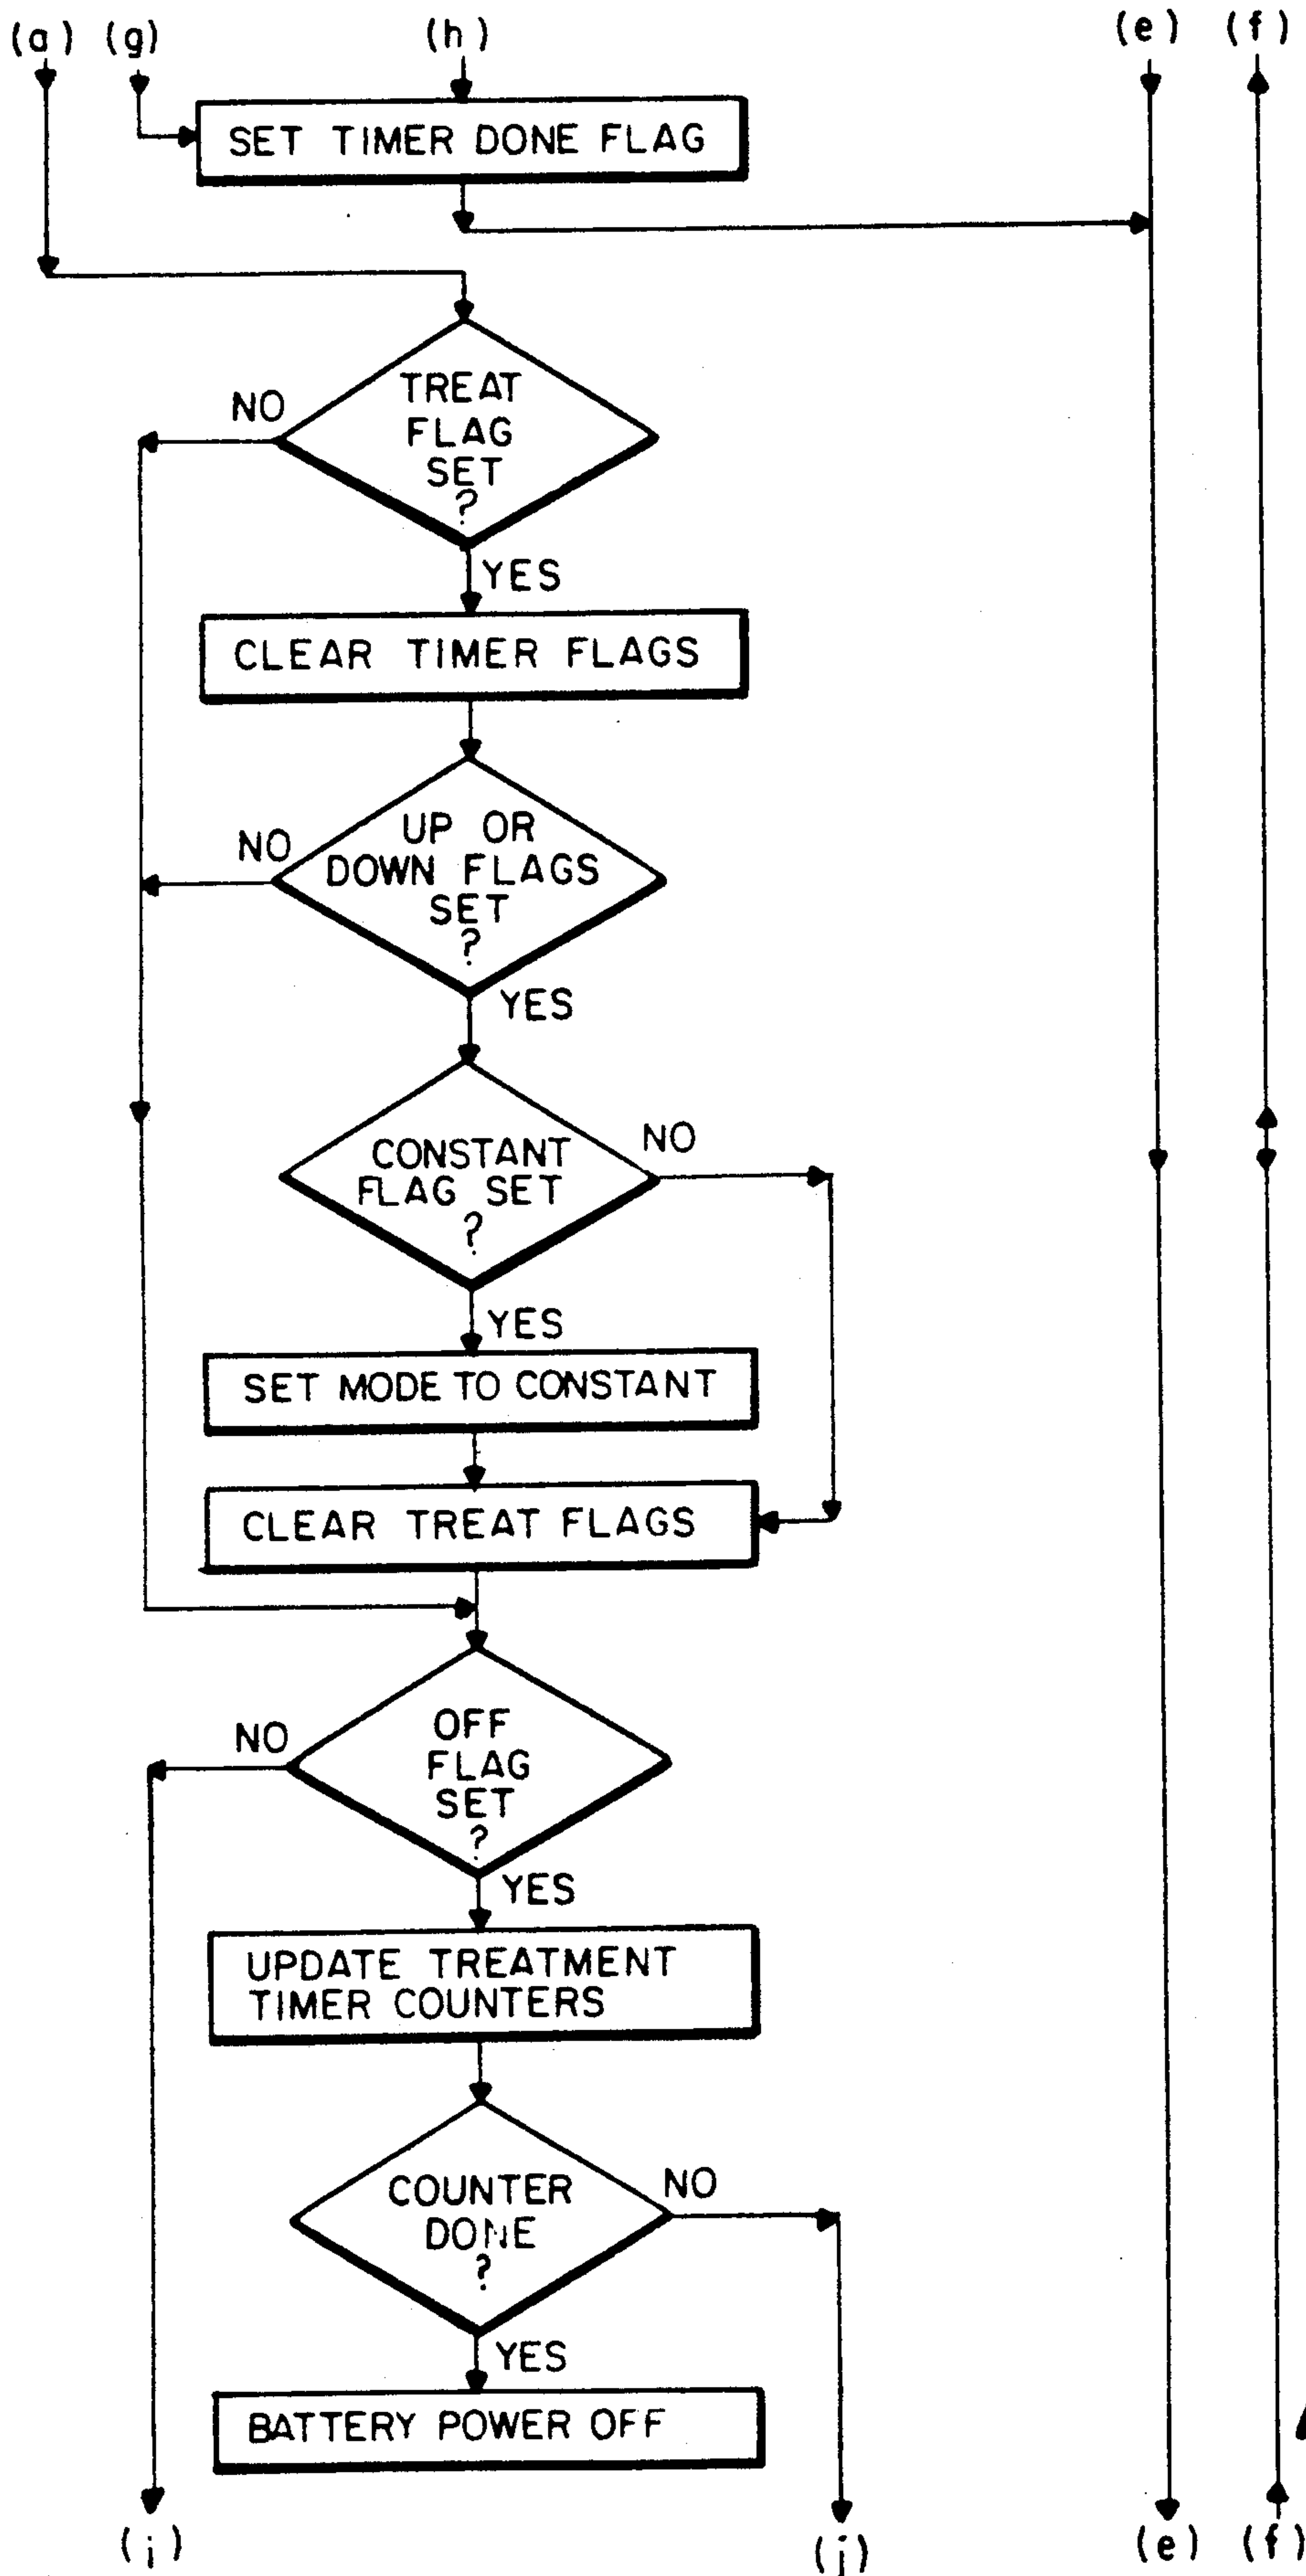 (a) (g) (h) (e) (f)
SET TIMER DONE FLAG
TREAT
FLAG
SET
?
NO
YES
CLEAR TIMER FLAGS
UP OR
DOWN FLAGS
SET
?
NO
YES
CONSTANT
FLAG SET
?
NO
YES
SET MODE TO CONSTANT
CLEAR TREAT FLAGS
OFF
FLAG
SET
?
NO
YES
UPDATE TREATMENT
TIMER COUNTERS
COUNTER
DONE
?
NO
YES
BATTERY POWER OFF
(i) (j) (e) (f)